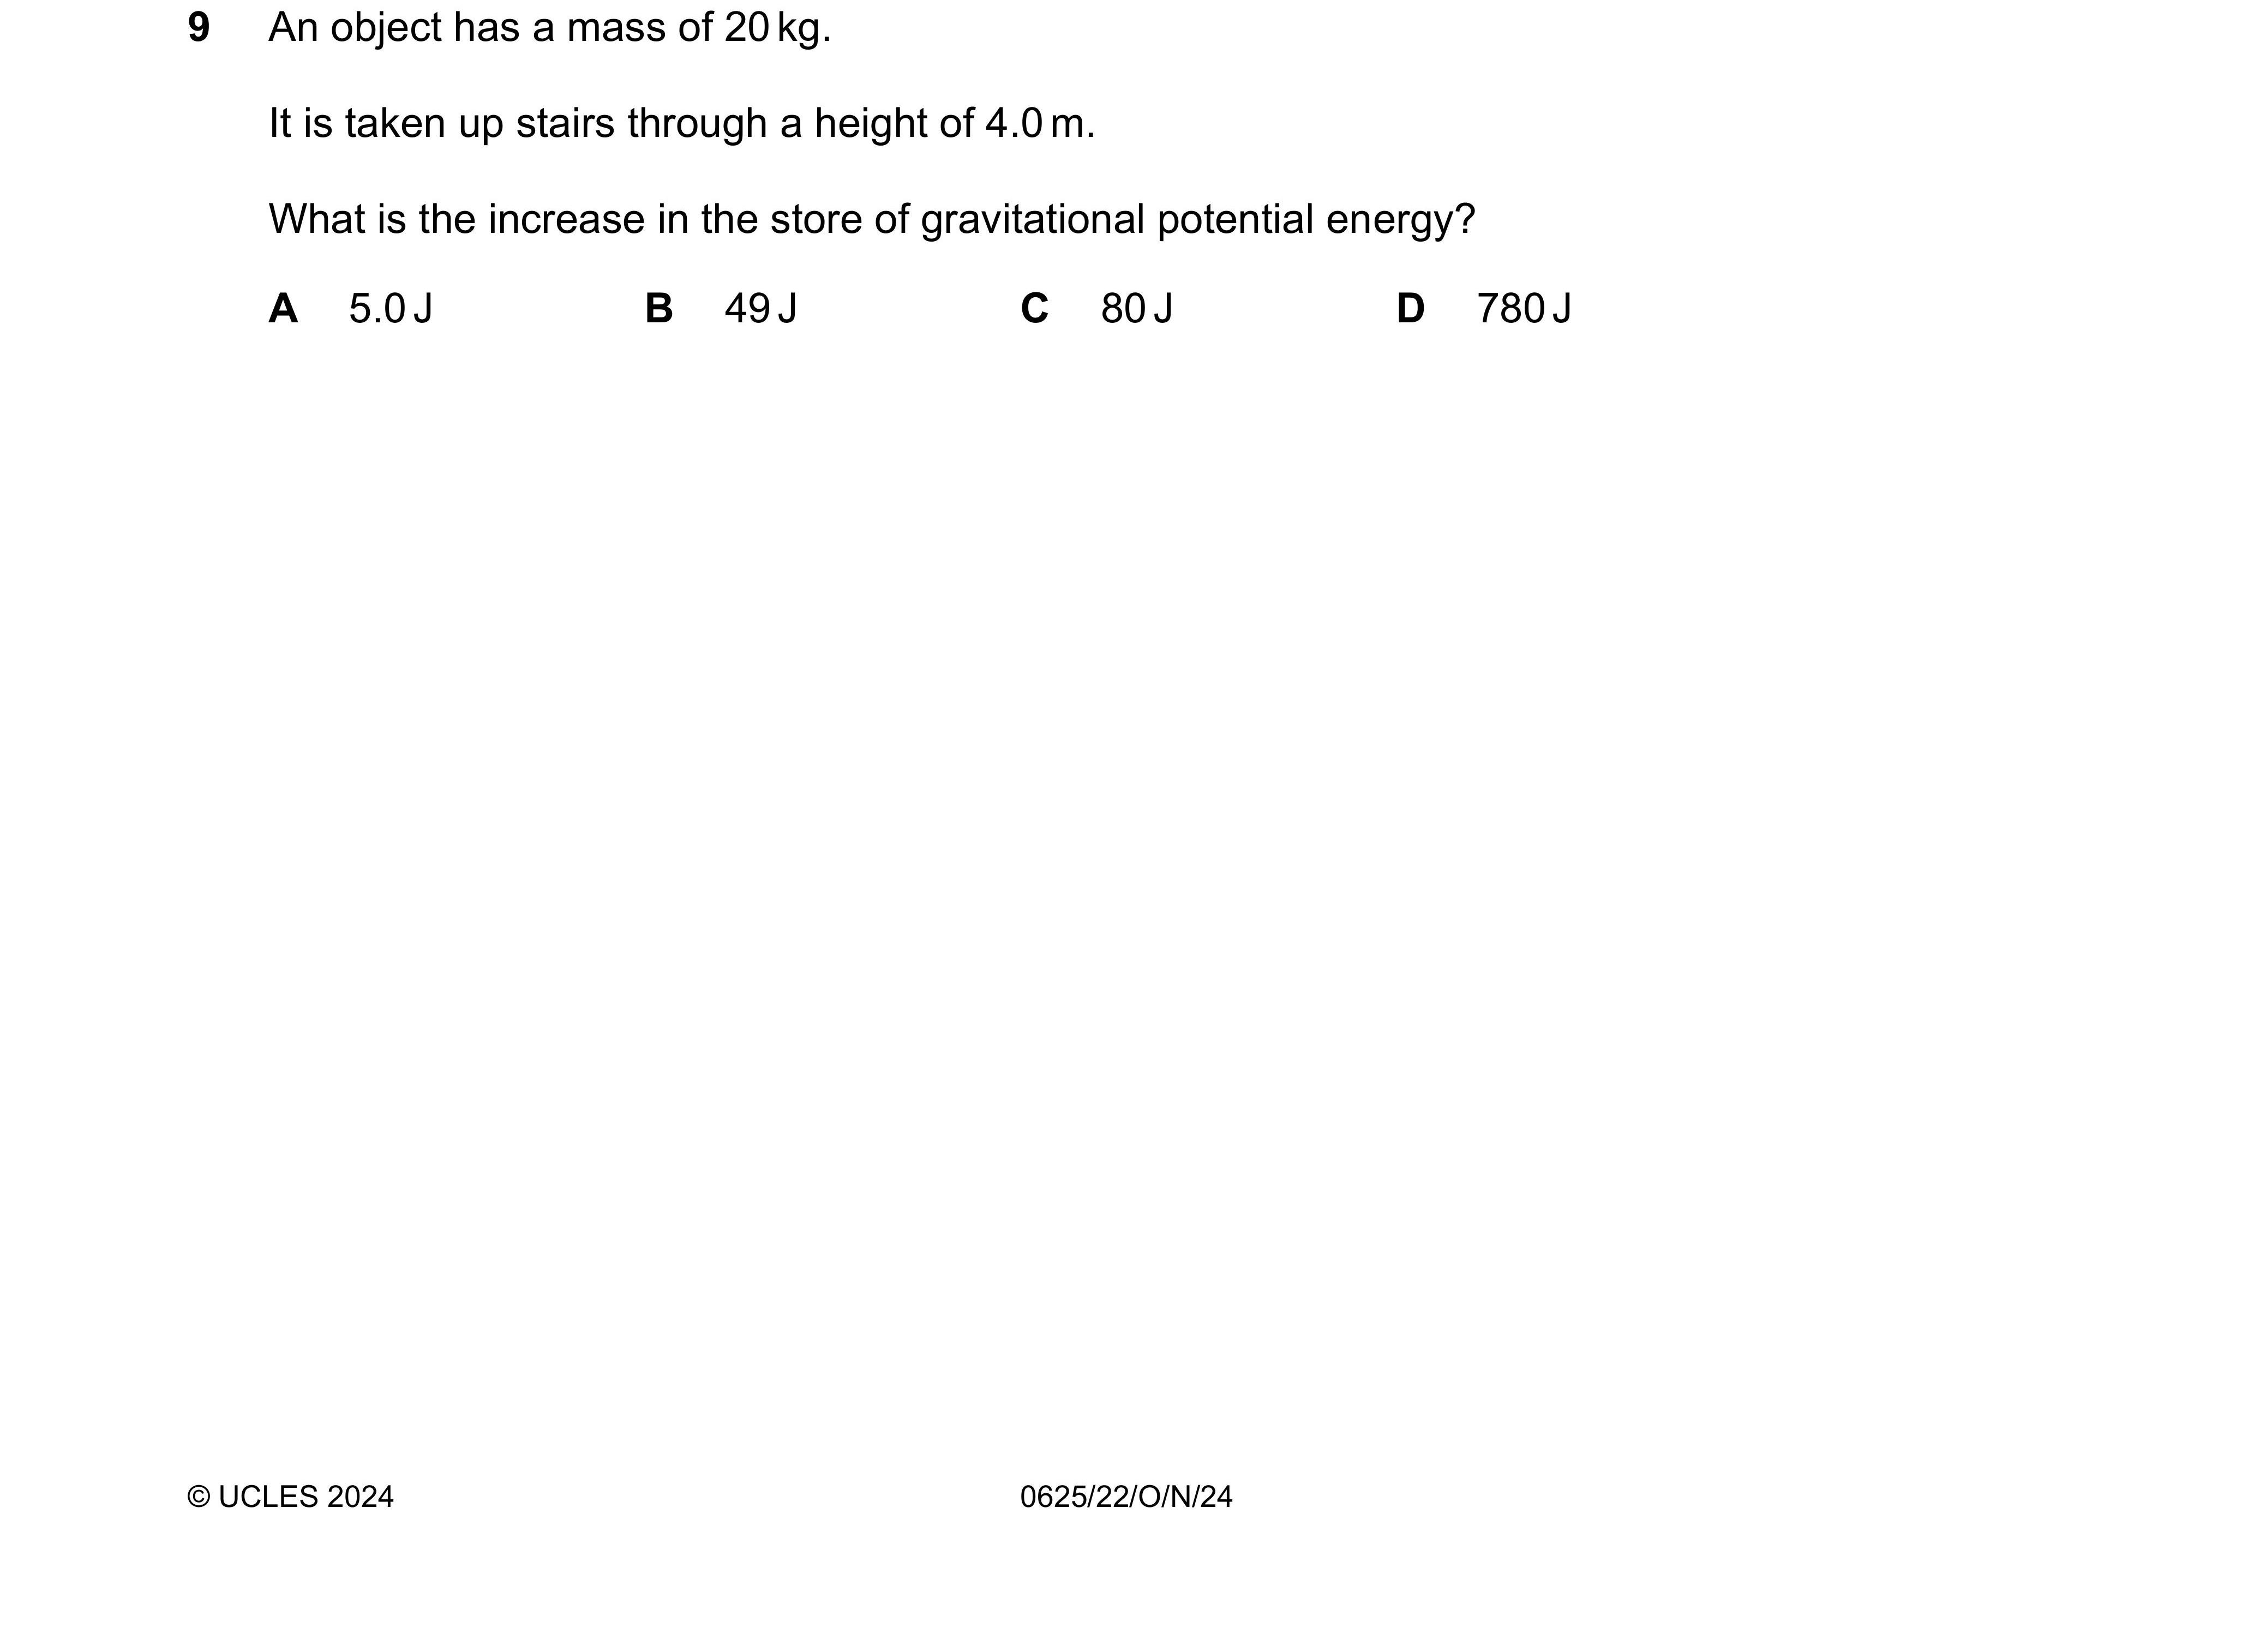 9 An object has a mass of 20 kg.
It is taken up stairs through a height of 4.0 m.
What is the increase in the store of gravitational potential energy?
A 5.0 J B 49 J C 80 J D 780 J
© UCLES 2024 0625/22/O/N/24